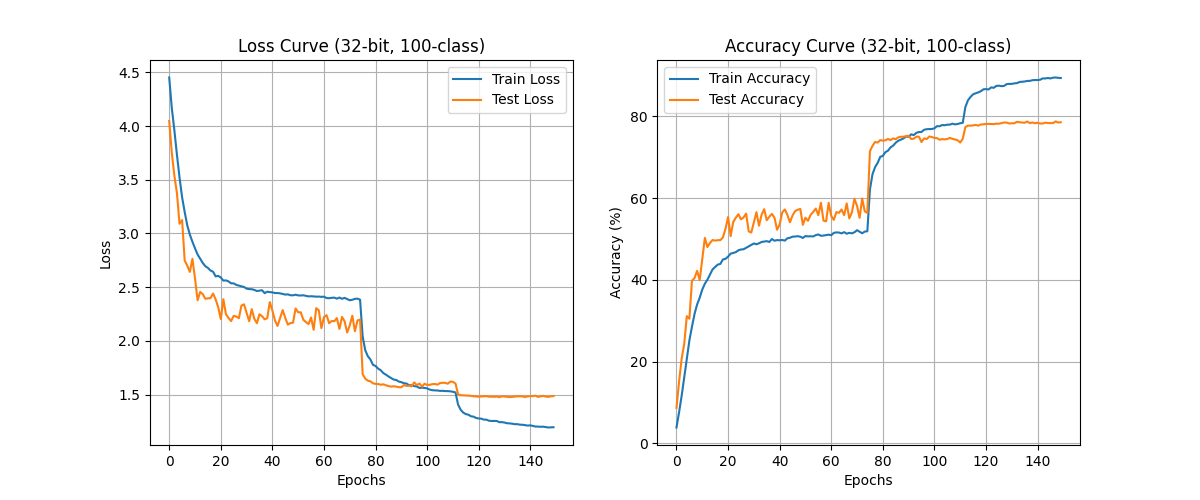 Loss Curve (32-bit, 100-class)
Train Loss
Test Loss
Loss
4.5
4.0
3.5
3.0
2.5
2.0
1.5
0 20 40 60 80 100 120 140
Epochs
Accuracy Curve (32-bit, 100-class)
Train Accuracy
Test Accuracy
Accuracy (%)
80
60
40
20
0
0 20 40 60 80 100 120 140
Epochs